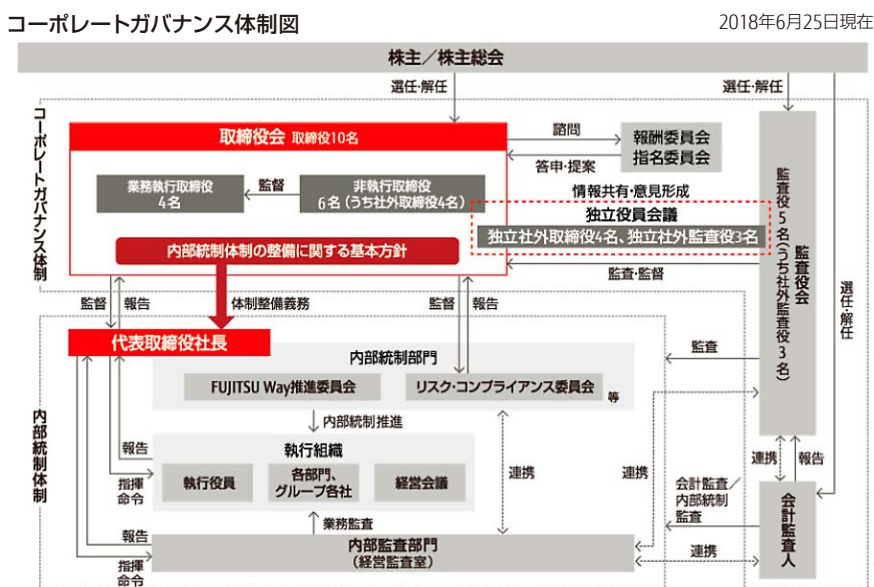 コーポレートガバナンス体制図
2018年6月25日現在
株主／株主総会
選任・解任
選任・解任
コーポレートガバナンス体制
取締役会 取締役10名
諮問
答申・提案
報酬委員会
指名委員会
業務執行取締役
4名
監督
非執行取締役
6名（うち社外取締役4名）
情報共有・意見形成
独立役員会議
独立社外取締役4名、独立社外監査役3名
内部統制体制の整備に関する基本方針
監査・監督
監査役会
監査役5名（うち社外監査役3名）
選任・解任
監督
報告
体制整備義務
監督
報告
代表取締役社長
監査
内部統制体制
内部統制部門
FUJITSU Way推進委員会
リスク・コンプライアンス委員会
等
内部統制推進
執行組織
報告
指揮
命令
執行役員
各部門、
グループ各社
経営会議
連携
連携
連携
報告
会計監査／
内部統制
監査
会計監査人
業務監査
報告
指揮
命令
内部監査部門
（経営監査室）
連携